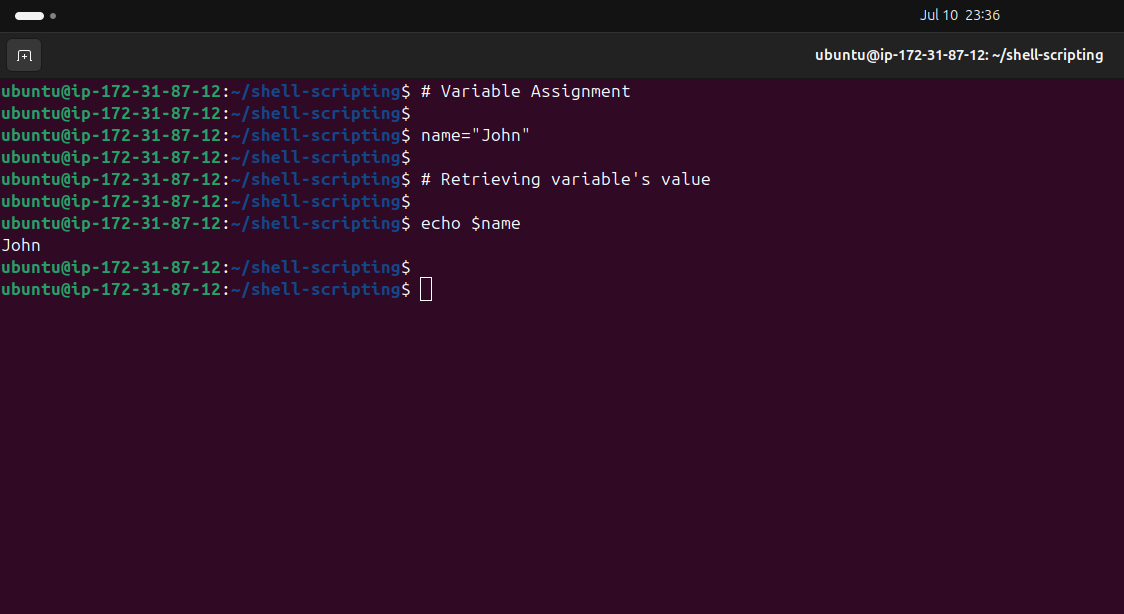 Jul 10 23:36
ubuntu@ip-172-31-87-12: ~/shell-scripting
ubuntu@ip-172-31-87-12:~/shell-scripting$ # Variable Assignment
ubuntu@ip-172-31-87-12:~/shell-scripting$
ubuntu@ip-172-31-87-12:~/shell-scripting$ name="John"
ubuntu@ip-172-31-87-12:~/shell-scripting$
ubuntu@ip-172-31-87-12:~/shell-scripting$ # Retrieving variable's value
ubuntu@ip-172-31-87-12:~/shell-scripting$
ubuntu@ip-172-31-87-12:~/shell-scripting$ echo $name
John
ubuntu@ip-172-31-87-12:~/shell-scripting$
ubuntu@ip-172-31-87-12:~/shell-scripting$